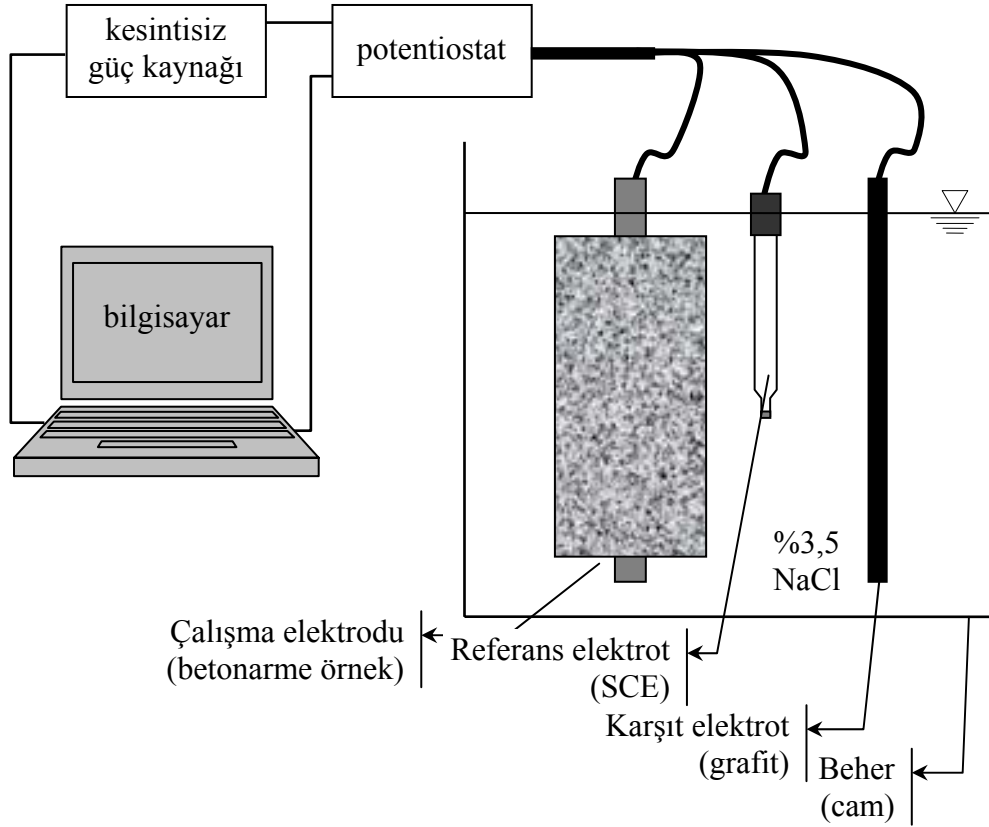 kesintisiz
güç kaynağı
potentiostat
bilgisayar
%3,5
NaCl
Çalışma elektrodu
(betonarme örnek)
Referans elektrot
(SCE)
Karşıt elektrot
(grafit)
Beher
(cam)